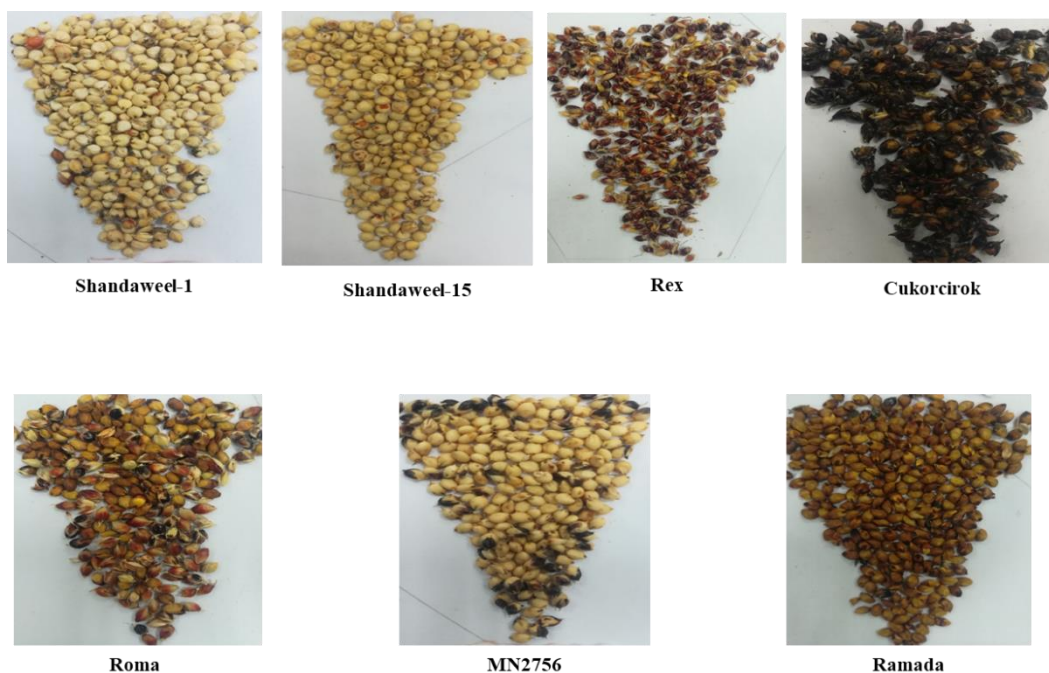 Shandaweel-1
Shandaweel-15
Rex
Cukorcirok
Roma
MN2756
Ramada